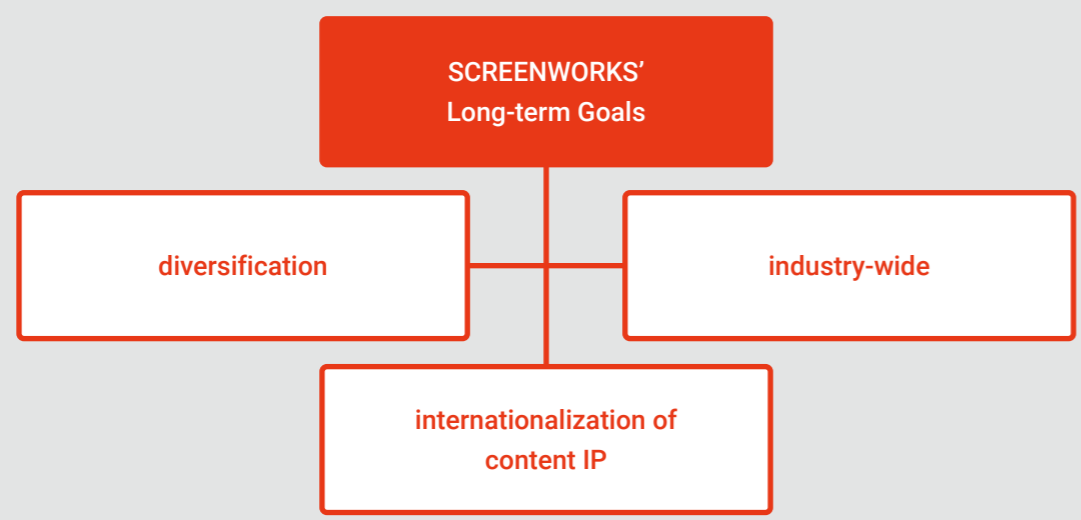 SCREENWORKS’
Long-term Goals
diversification
industry-wide
internationalization of
content IP